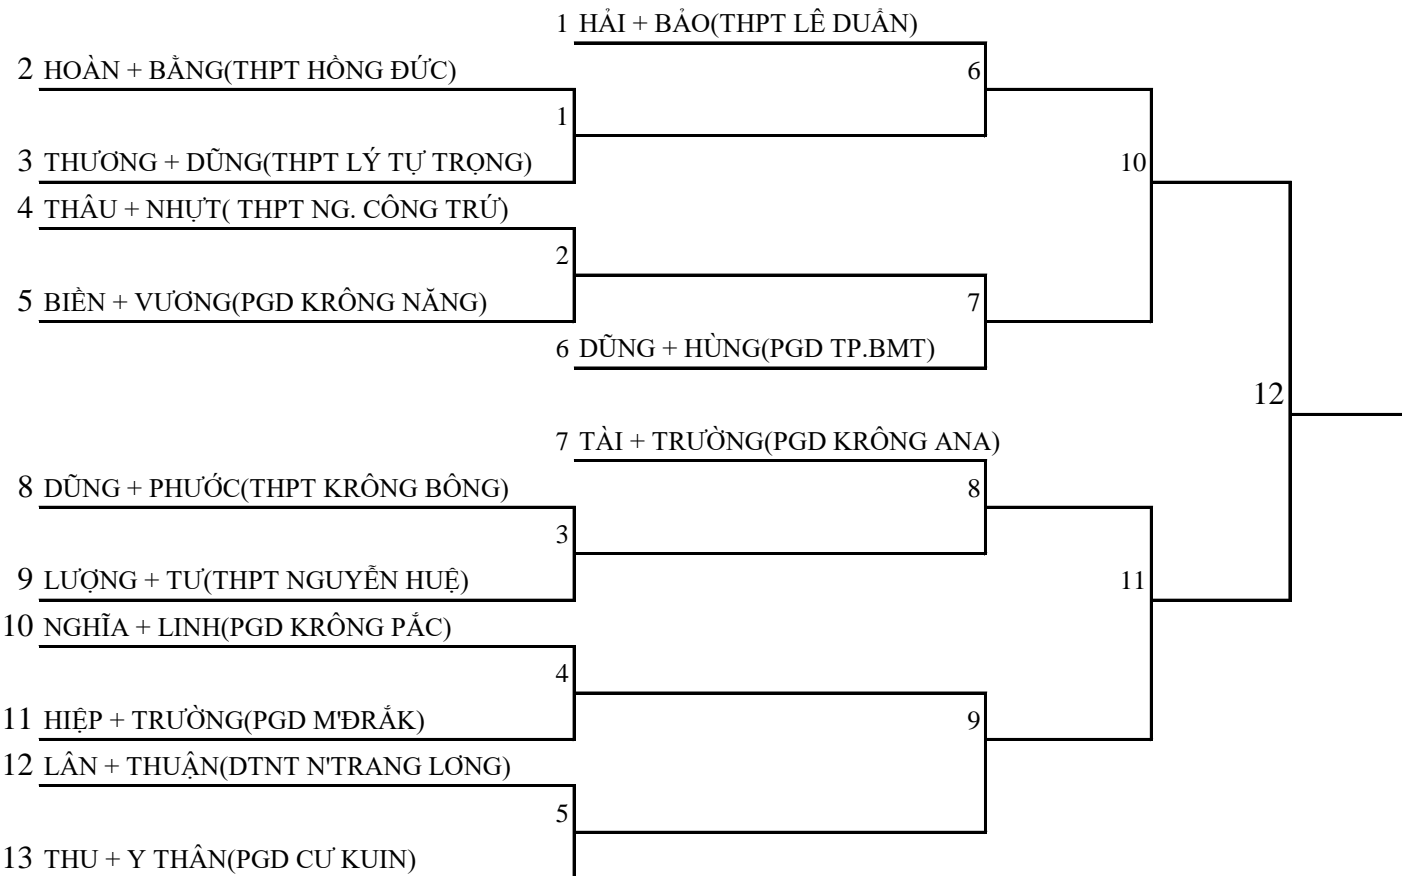 1 HẢI + BẢO(THPT LÊ DUẨN)
2 HOÀN + BẰNG(THPT HỒNG ĐỨC)
6
1
3 THƯƠNG + DŨNG(THPT LÝ TỰ TRỌNG)
10
4 THÂU + NHỰT( THPT NG. CÔNG TRỨ)
2
5 BIỀN + VƯƠNG(PGD KRÔNG NĂNG)
7
6 DŨNG + HÙNG(PGD TP.BMT)
12
7 TÀI + TRƯỜNG(PGD KRÔNG ANA)
8 DŨNG + PHƯỚC(THPT KRÔNG BÔNG)
8
3
9 LƯỢNG + TƯ(THPT NGUYỄN HUỆ)
11
10 NGHĨA + LINH(PGD KRÔNG PẮC)
4
11 HIỆP + TRƯỜNG(PGD M'ĐRẮK)
9
12 LÂN + THUẬN(DTNT N'TRANG LƠNG)
5
13 THU + Y THÂN(PGD CƯ KUIN)